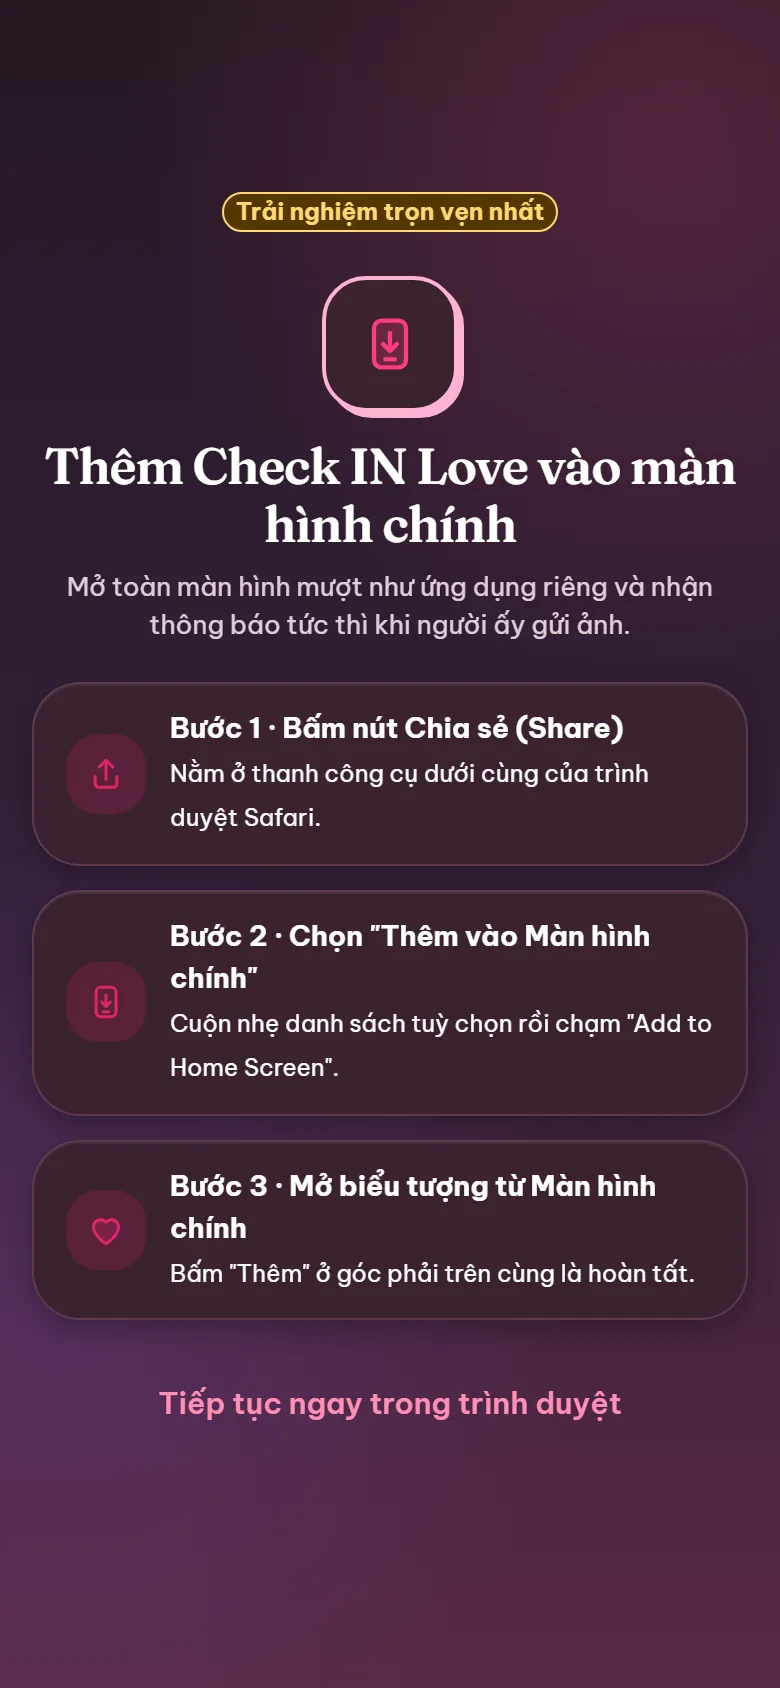 Trải nghiệm trọn vẹn nhất
Thêm Check IN Love vào màn
hình chính
Mở toàn màn hình mượt như ứng dụng riêng và nhận
thông báo tức thì khi người ấy gửi ảnh.
Bước 1 · Bấm nút Chia sẻ (Share)
Nằm ở thanh công cụ dưới cùng của trình
duyệt Safari.
Bước 2 · Chọn "Thêm vào Màn hình
chính"
Cuộn nhẹ danh sách tuỳ chọn rồi chạm "Add to
Home Screen".
Bước 3 · Mở biểu tượng từ Màn hình
chính
Bấm "Thêm" ở góc phải trên cùng là hoàn tất.
Tiếp tục ngay trong trình duyệt